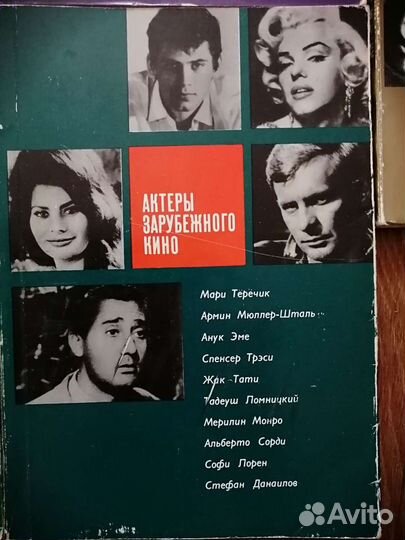 АКТЕРЫ
ЗАРУБЕЖНОГО
КИНО
Мари Тёрёчик
Армин Мюллер-Шталь
Анук Эме
Спенсер Трэси
Жак Тати
Тадеуш Ломницкий
Мерилин Монро
Альберто Сорди
Софи Лорен
Стефан Данаилов
Avito